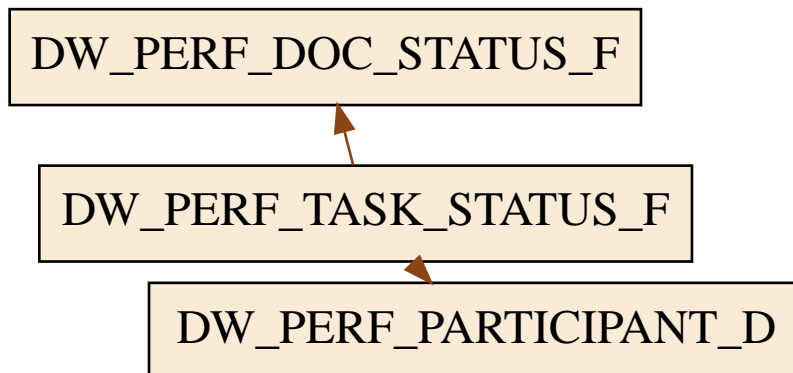 DW_PERF_DOC_STATUS_F
DW_PERF_TASK_STATUS_F
DW_PERF_PARTICIPANT_D